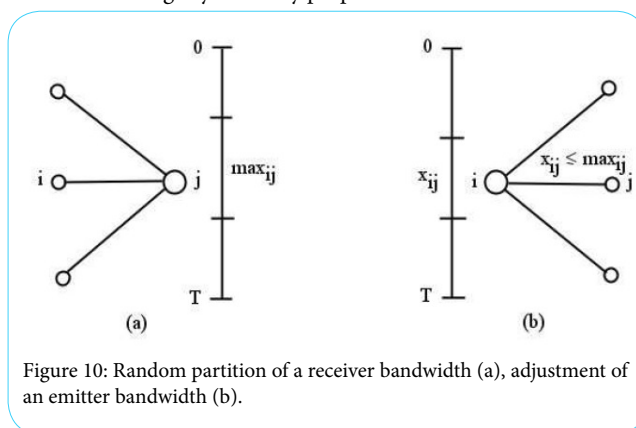 0
i
j
max_ij
T
(a)
0
x_ij
i
x_ij ≤ max_ij
j
T
(b)
Figure 10: Random partition of a receiver bandwidth (a), adjustment of
an emitter bandwidth (b).